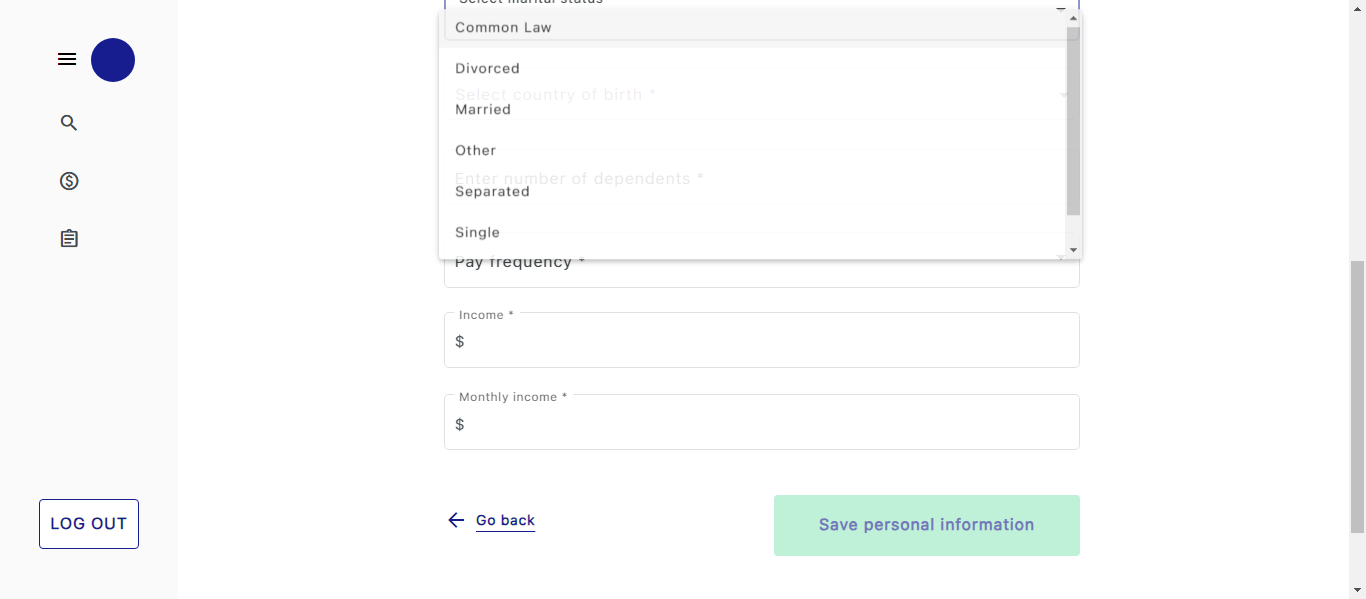 Select marital status
Common Law
Divorced
Select country of birth *
Married
Other
Enter number of dependents *
Separated
Single
Pay frequency *
Income *
$
Monthly income *
$
Go back
Save personal information
LOG OUT